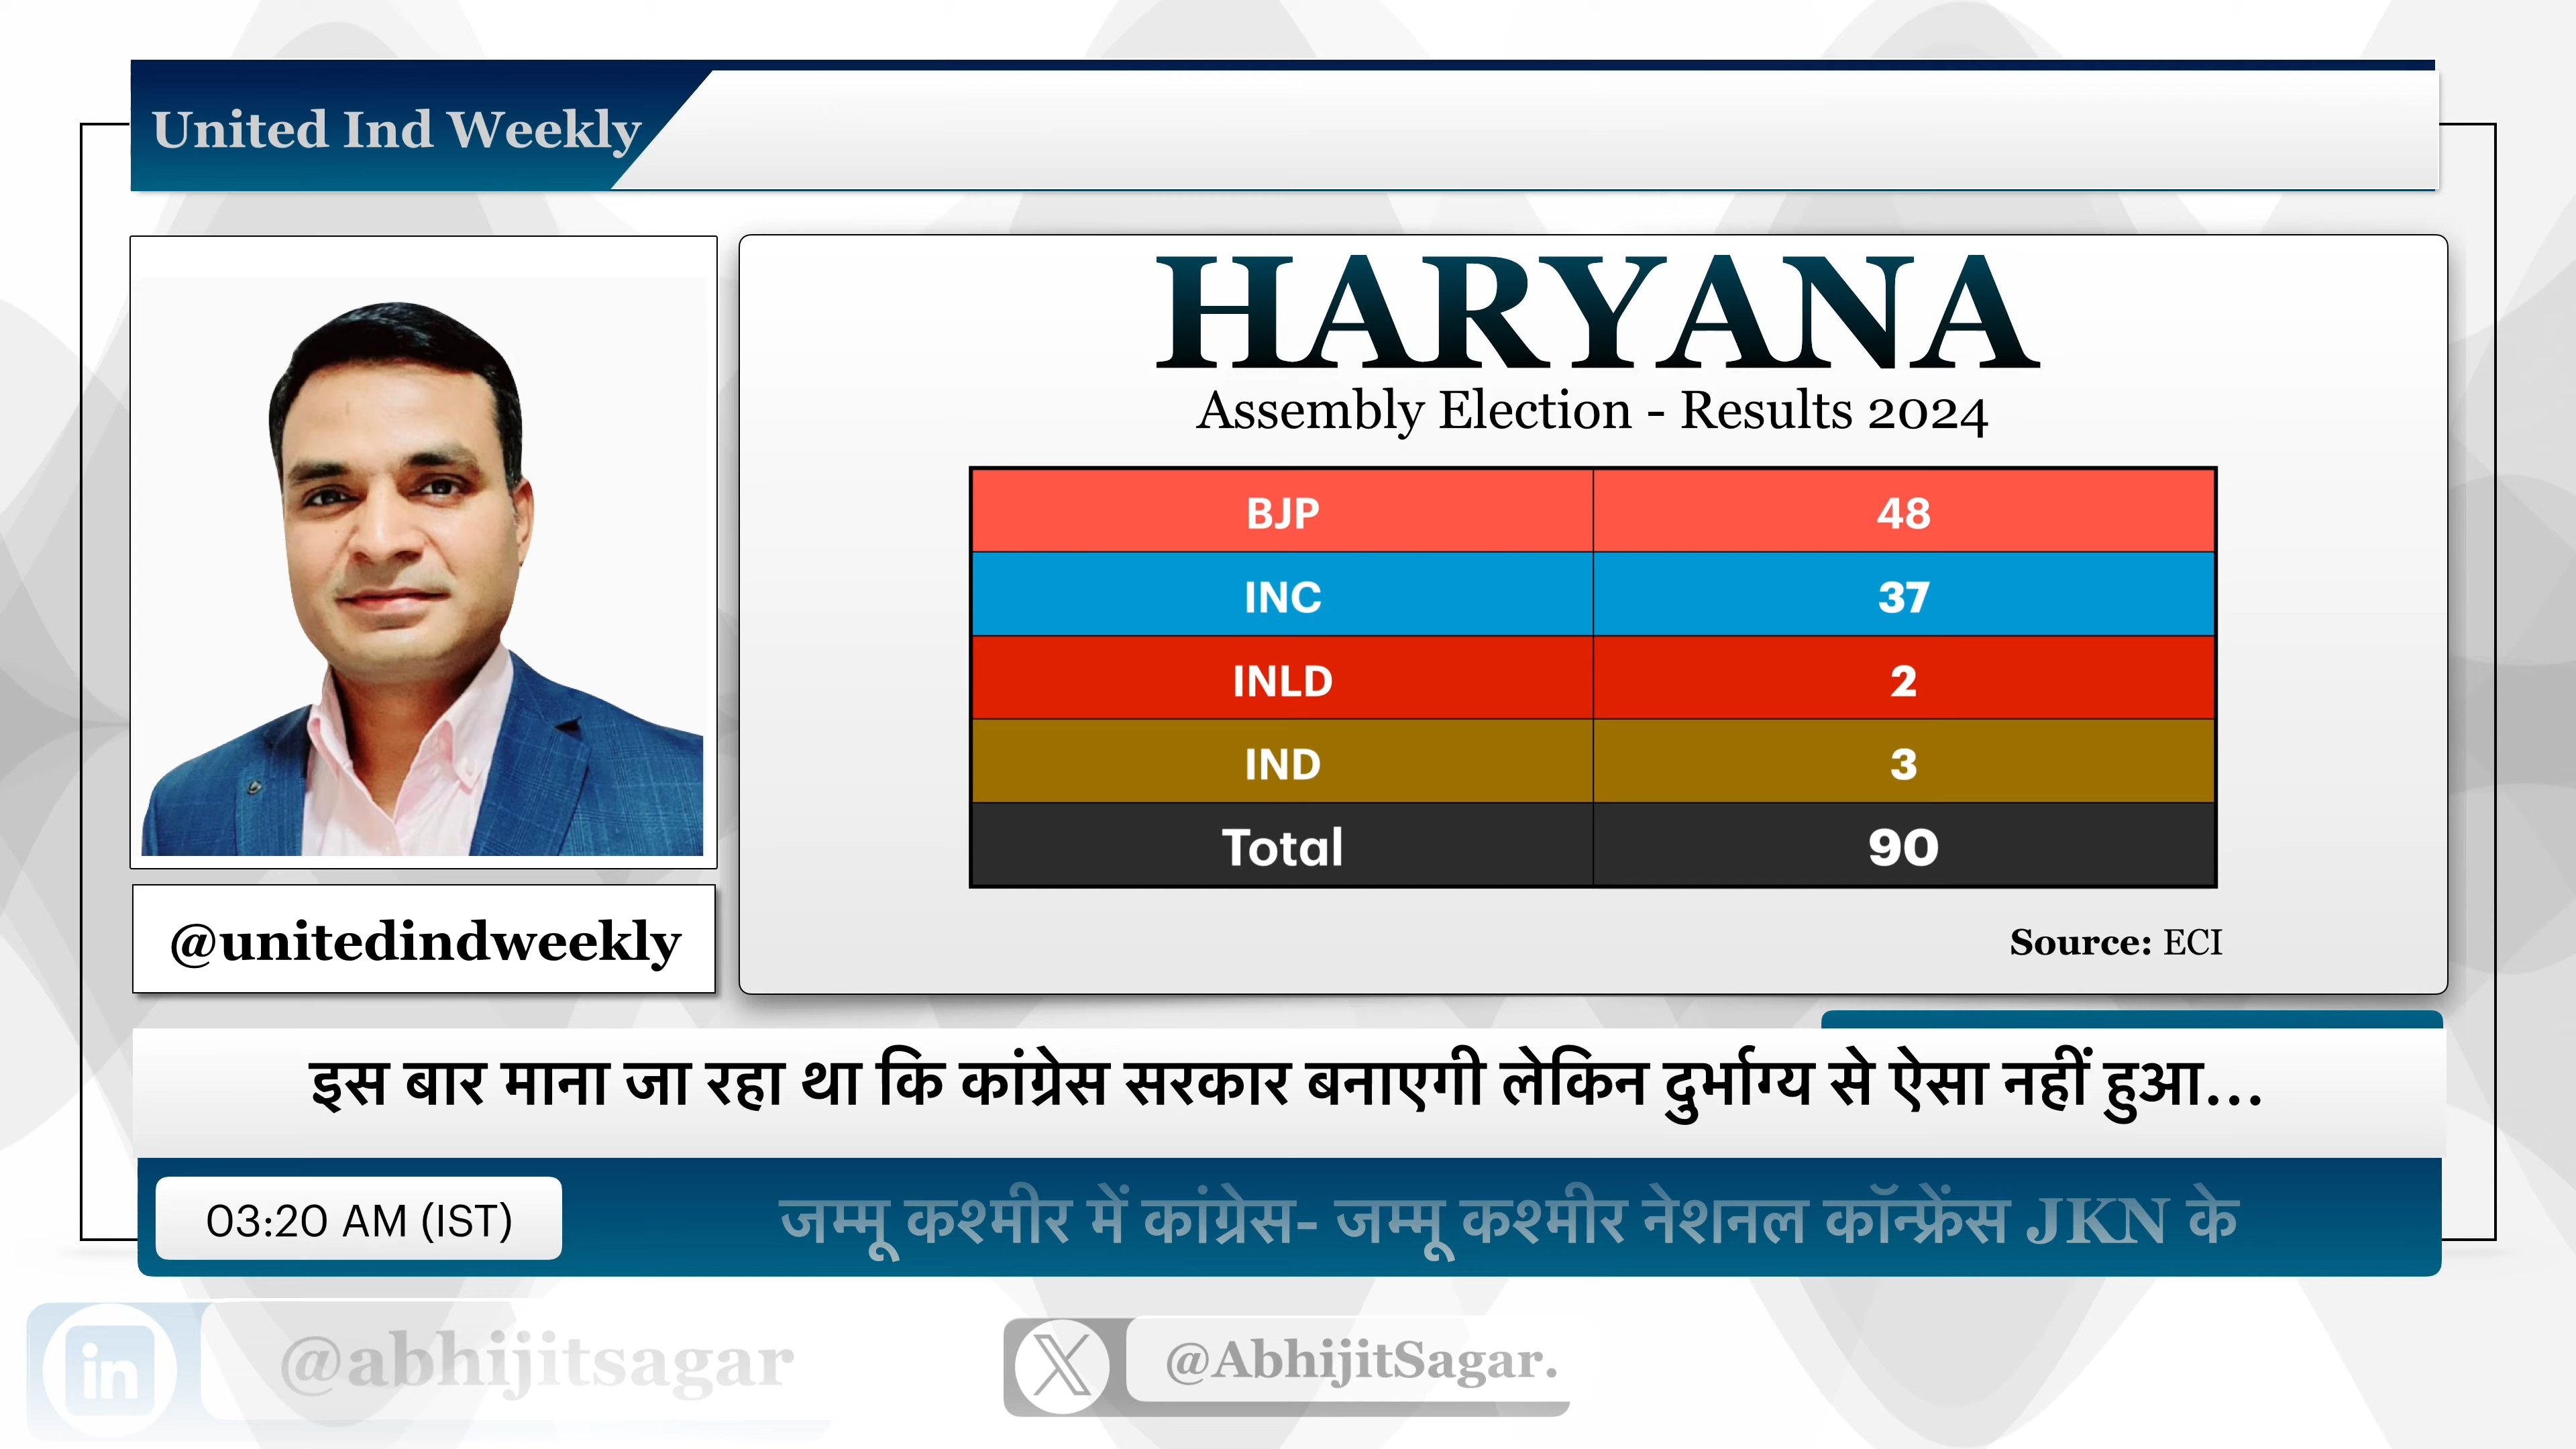 United Ind Weekly
HARYANA
Assembly Election - Results 2024
BJP 48
INC 37
INLD 2
IND 3
Total 90
@unitedindweekly
Source: ECI
इस बार माना जा रहा था कि कांग्रेस सरकार बनाएगी लेकिन दुर्भाग्य से ऐसा नहीं हुआ...
03:20 AM (IST)
जम्मू कश्मीर में कांग्रेस- जम्मू कश्मीर नेशनल कॉन्फ्रेंस JKN के
in @abhijitsagar
X @AbhijitSagar.